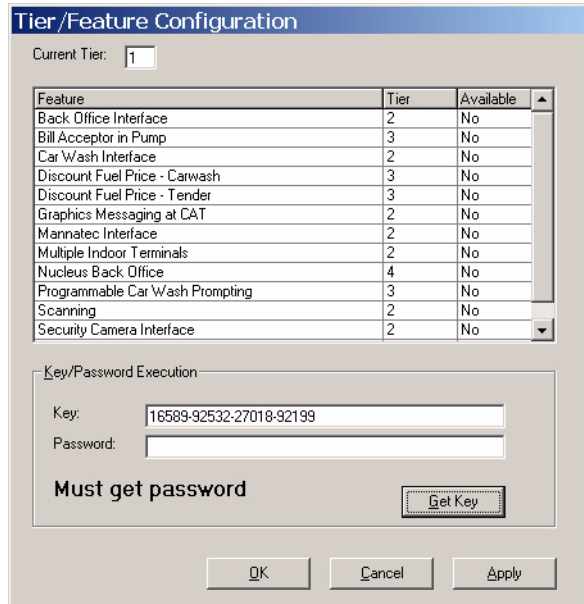 Tier/Feature Configuration
Current Tier: 1
Feature Tier Available
Back Office Interface 2 No
Bill Acceptor in Pump 3 No
Car Wash Interface 2 No
Discount Fuel Price - Carwash 3 No
Discount Fuel Price - Tender 3 No
Graphics Messaging at CAT 2 No
Mannatec Interface 2 No
Multiple Indoor Terminals 2 No
Nucleus Back Office 4 No
Programmable Car Wash Prompting 3 No
Scanning 2 No
Security Camera Interface 2 No
Key/Password Execution
Key: 16589-92532-27018-92199
Password:
Must get password
Get Key
OK Cancel Apply